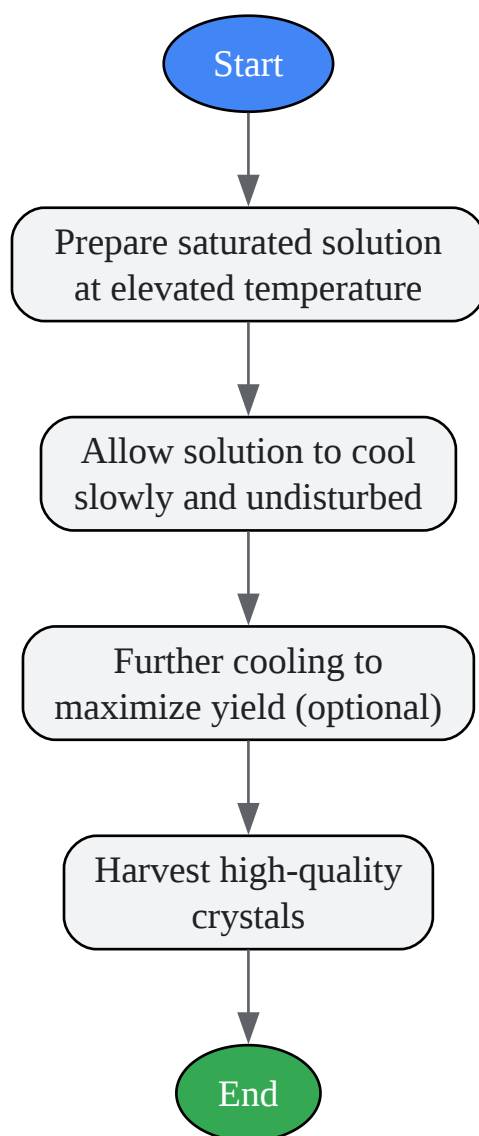 Start
Prepare saturated solution
at elevated temperature
Allow solution to cool
slowly and undisturbed
Further cooling to
maximize yield (optional)
Harvest high-quality
crystals
End